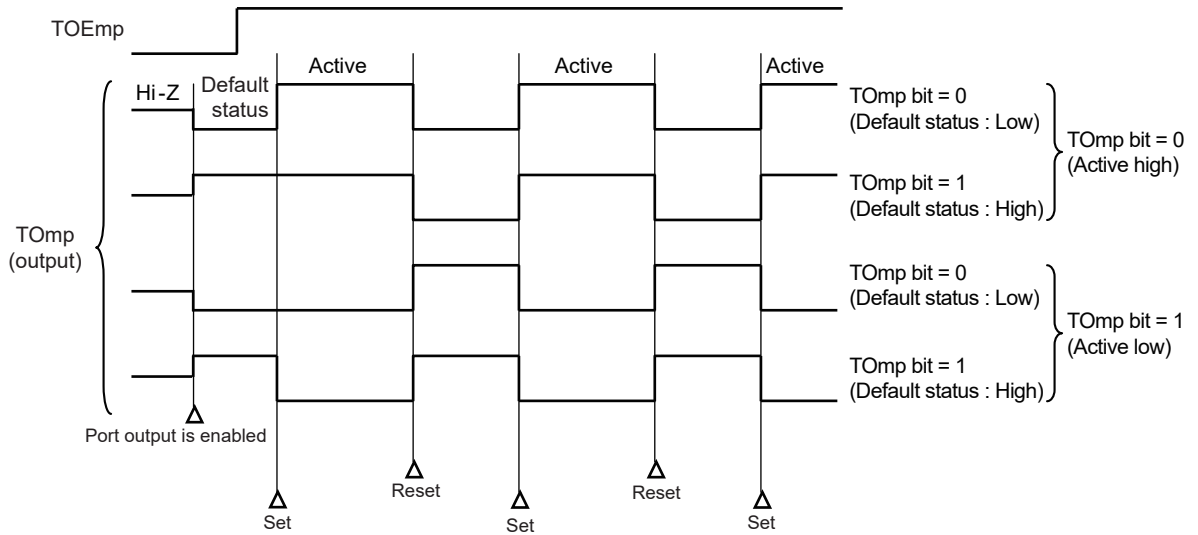 TOEmp
Active
Active
Active
Hi-Z
Default
status
TOmp bit = 0
(Default status : Low)
TOmp bit = 0
(Active high)
TOmp bit = 1
(Default status : High)
TOmp
(output)
TOmp bit = 0
(Default status : Low)
TOmp bit = 1
(Active low)
TOmp bit = 1
(Default status : High)
Port output is enabled
Reset
Reset
Set
Set
Set